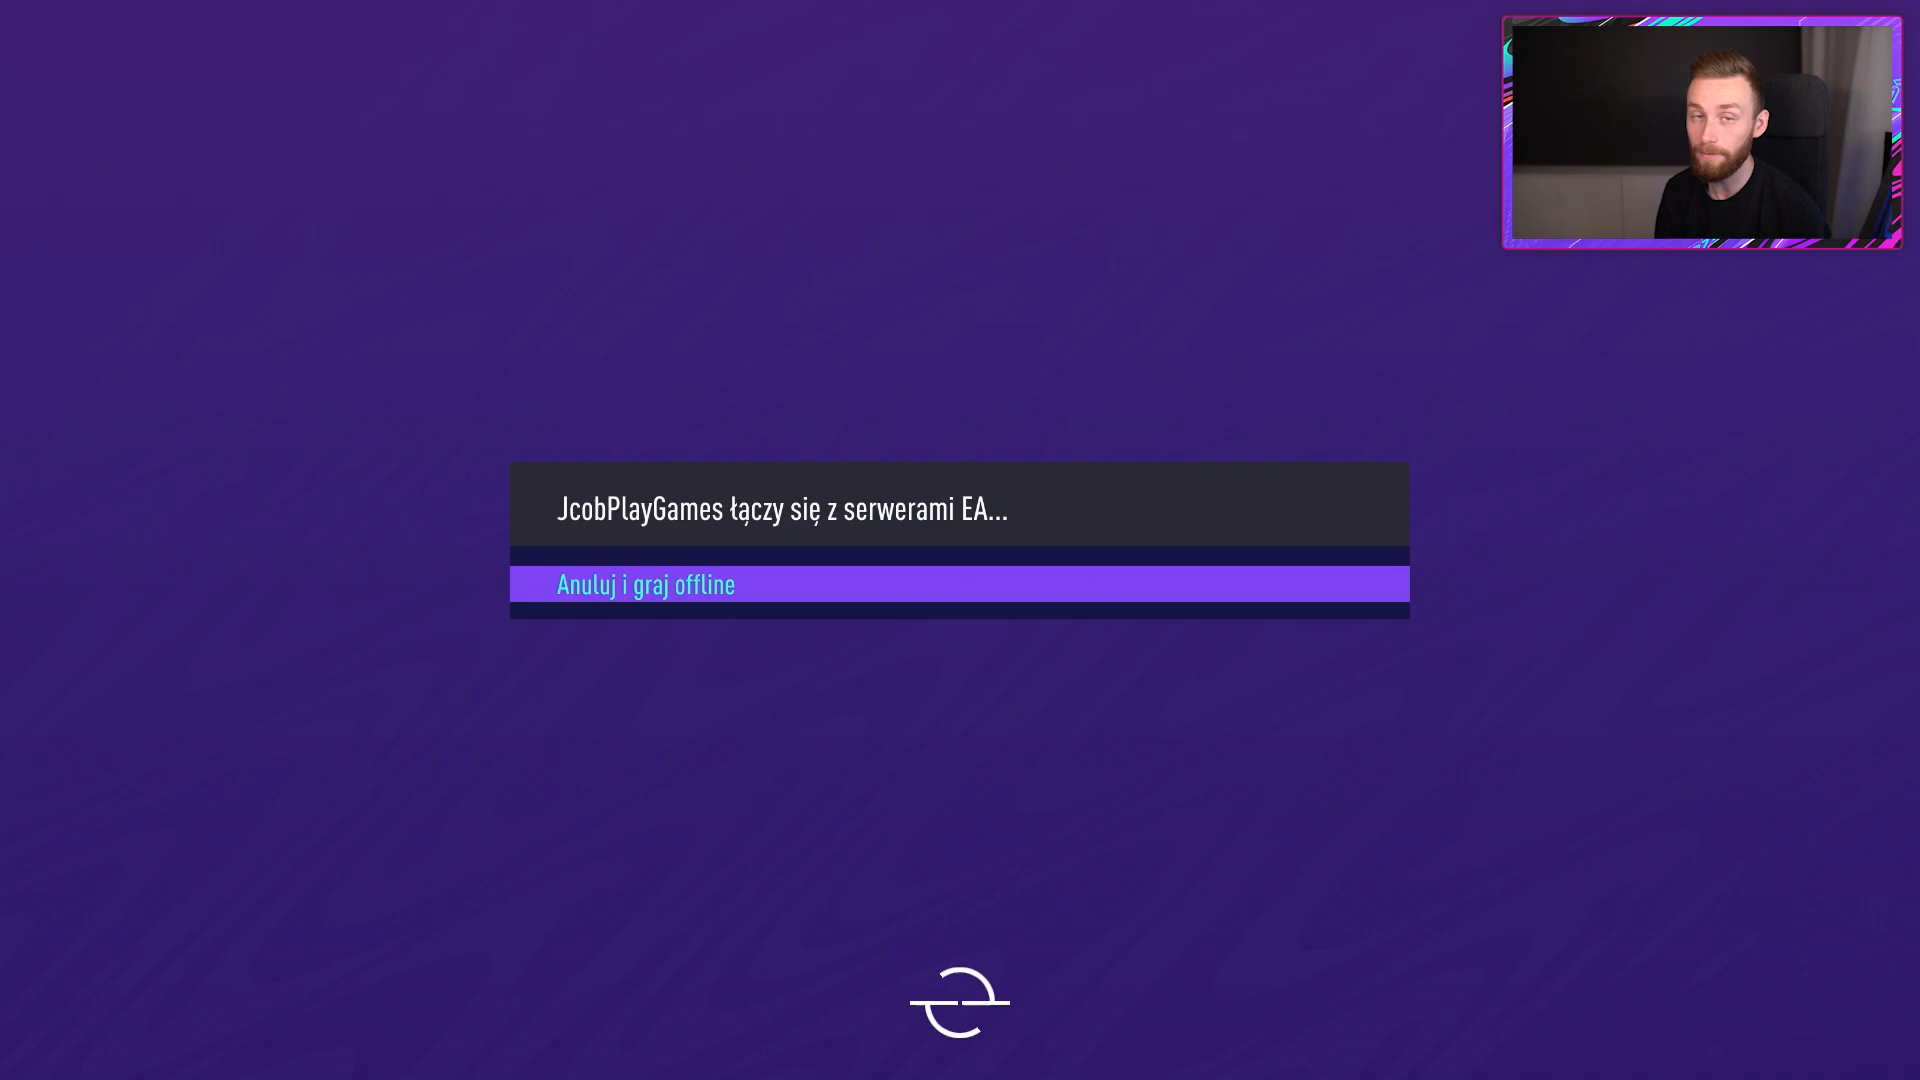 JcobPlayGames łączy się z serwerami EA...
Anuluj i graj offline